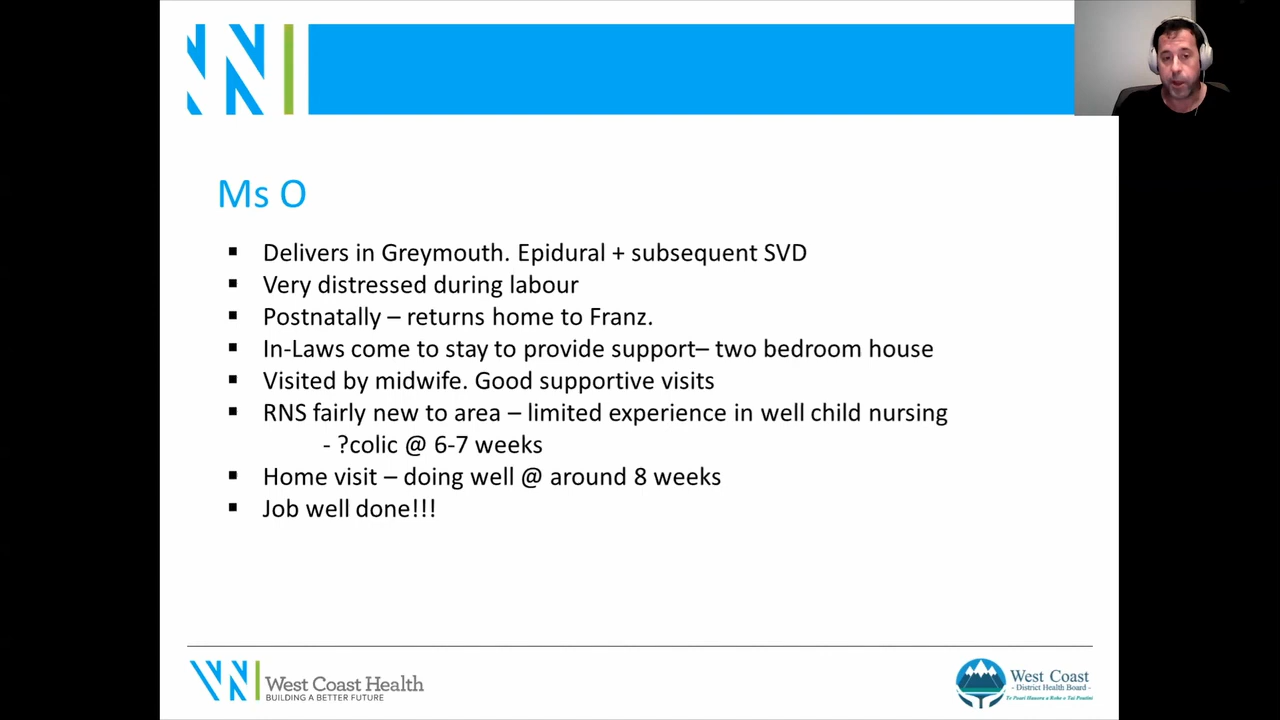 Ms O
▪ Delivers in Greymouth. Epidural + subsequent SVD
▪ Very distressed during labour
▪ Postnatally – returns home to Franz.
▪ In-Laws come to stay to provide support– two bedroom house
▪ Visited by midwife. Good supportive visits
▪ RNS fairly new to area – limited experience in well child nursing
- ?colic @ 6-7 weeks
▪ Home visit – doing well @ around 8 weeks
▪ Job well done!!!
West Coast Health
BUILDING A BETTER FUTURE
West Coast
- District Health Board -
Te Poari Hauora a Rohe o Tai Poutini